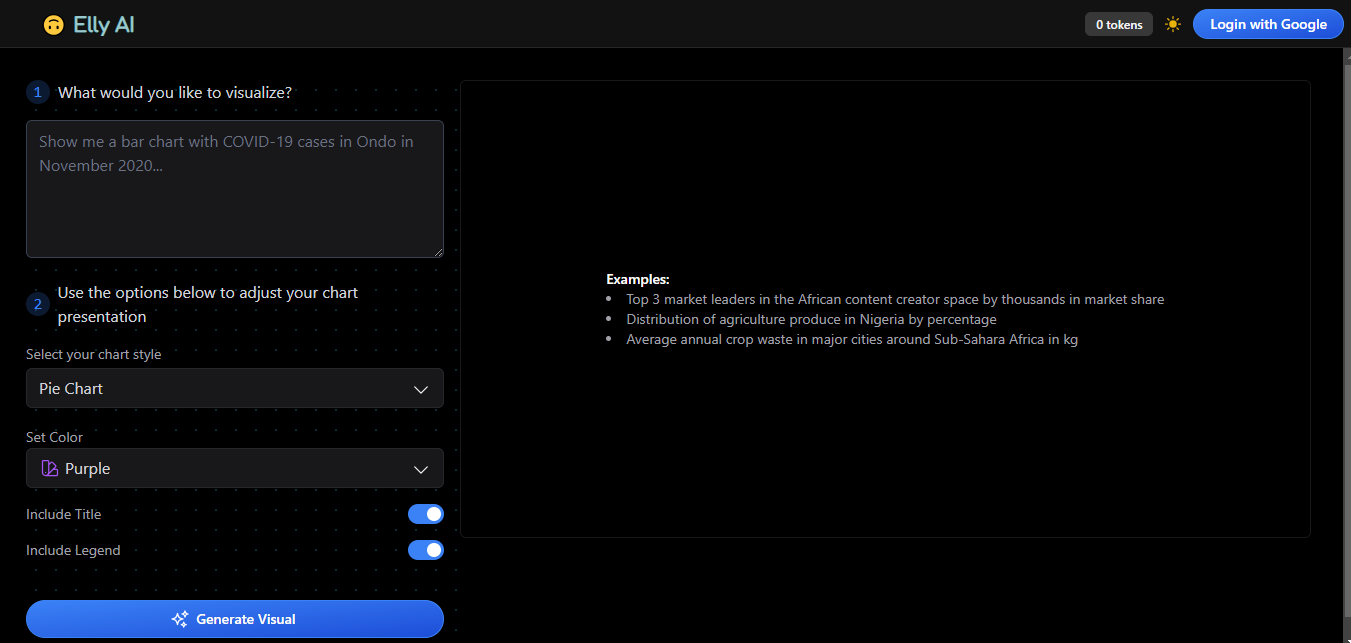 Elly AI
0 tokens
Login with Google
1
What would you like to visualize?
Show me a bar chart with COVID-19 cases in Ondo in
November 2020...
2
Use the options below to adjust your chart
presentation
Select your chart style
Pie Chart
Set Color
Purple
Include Title
Include Legend
Generate Visual
Examples:
Top 3 market leaders in the African content creator space by thousands in market share
Distribution of agriculture produce in Nigeria by percentage
Average annual crop waste in major cities around Sub-Sahara Africa in kg